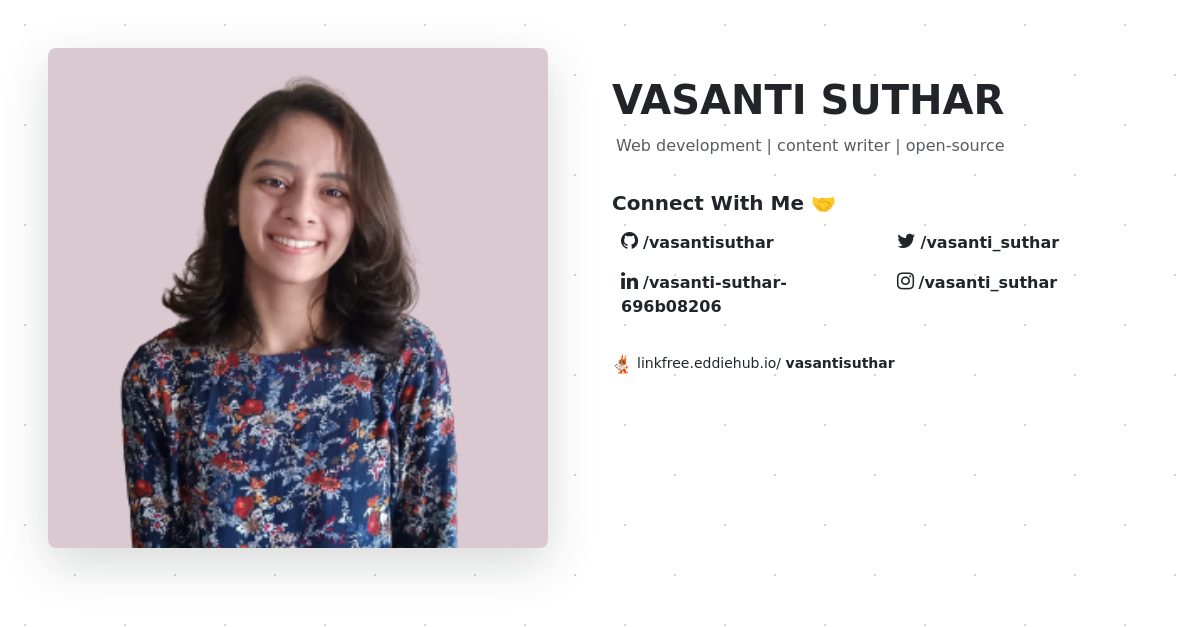 VASANTI SUTHAR
Web development | content writer | open-source
Connect With Me 🤝
/vasantisuthar
/vasanti_suthar
/vasanti-suthar-
696b08206
/vasanti_suthar
linkfree.eddiehub.io/ vasantisuthar